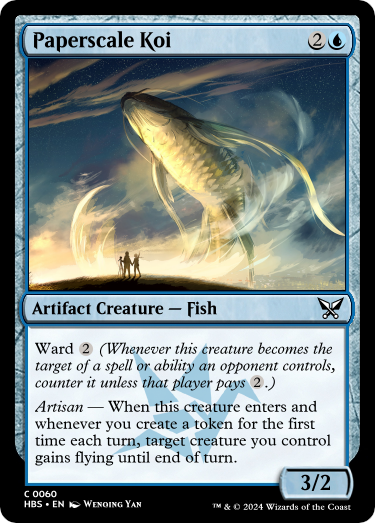 Paperscale Koi 2
Artifact Creature — Fish
Ward 2 (Whenever this creature becomes the
target of a spell or ability an opponent controls,
counter it unless that player pays 2.)
Artisan — When this creature enters and
whenever you create a token for the first
time each turn, target creature you control
gains flying until end of turn.
3/2
C 0060
HBS • EN Wenqing Yan
™ & © 2024 Wizards of the Coast